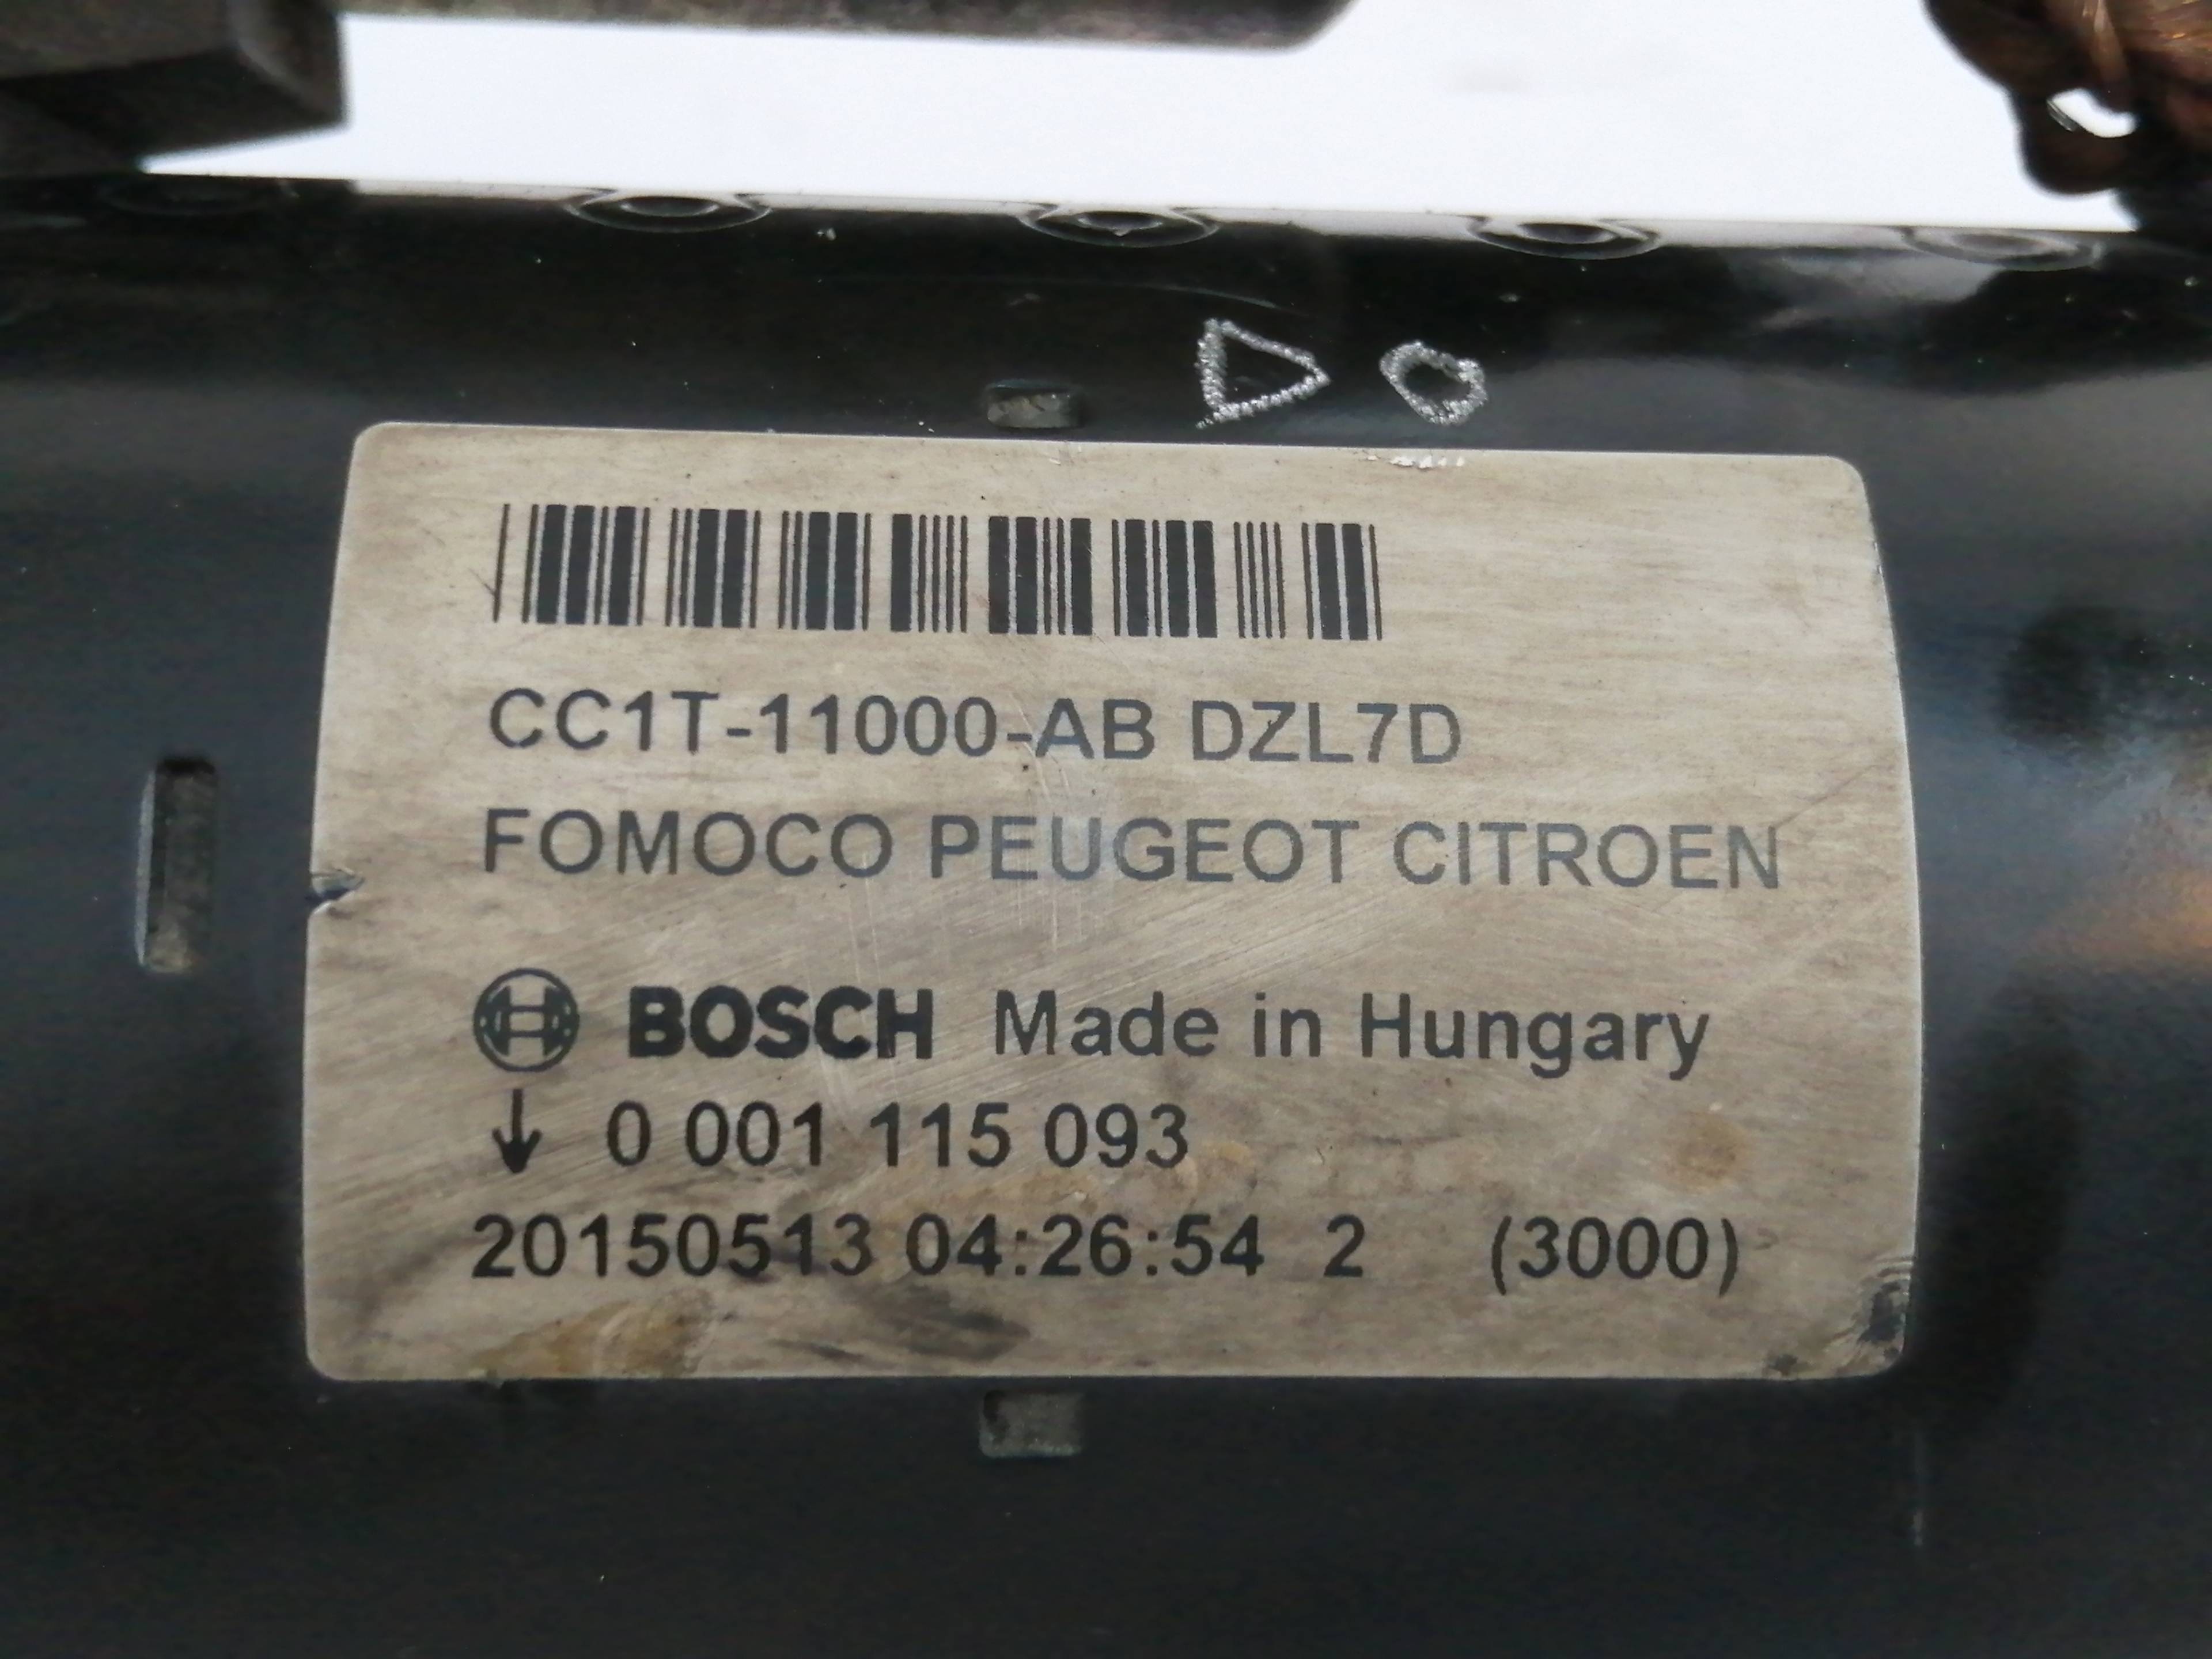 CC1T-11000-AB DZL7D
FOMOCO PEUGEOT CITROEN
BOSCH Made in Hungary
↓ 0 001 115 093
20150513 04:26:54 2 (3000)